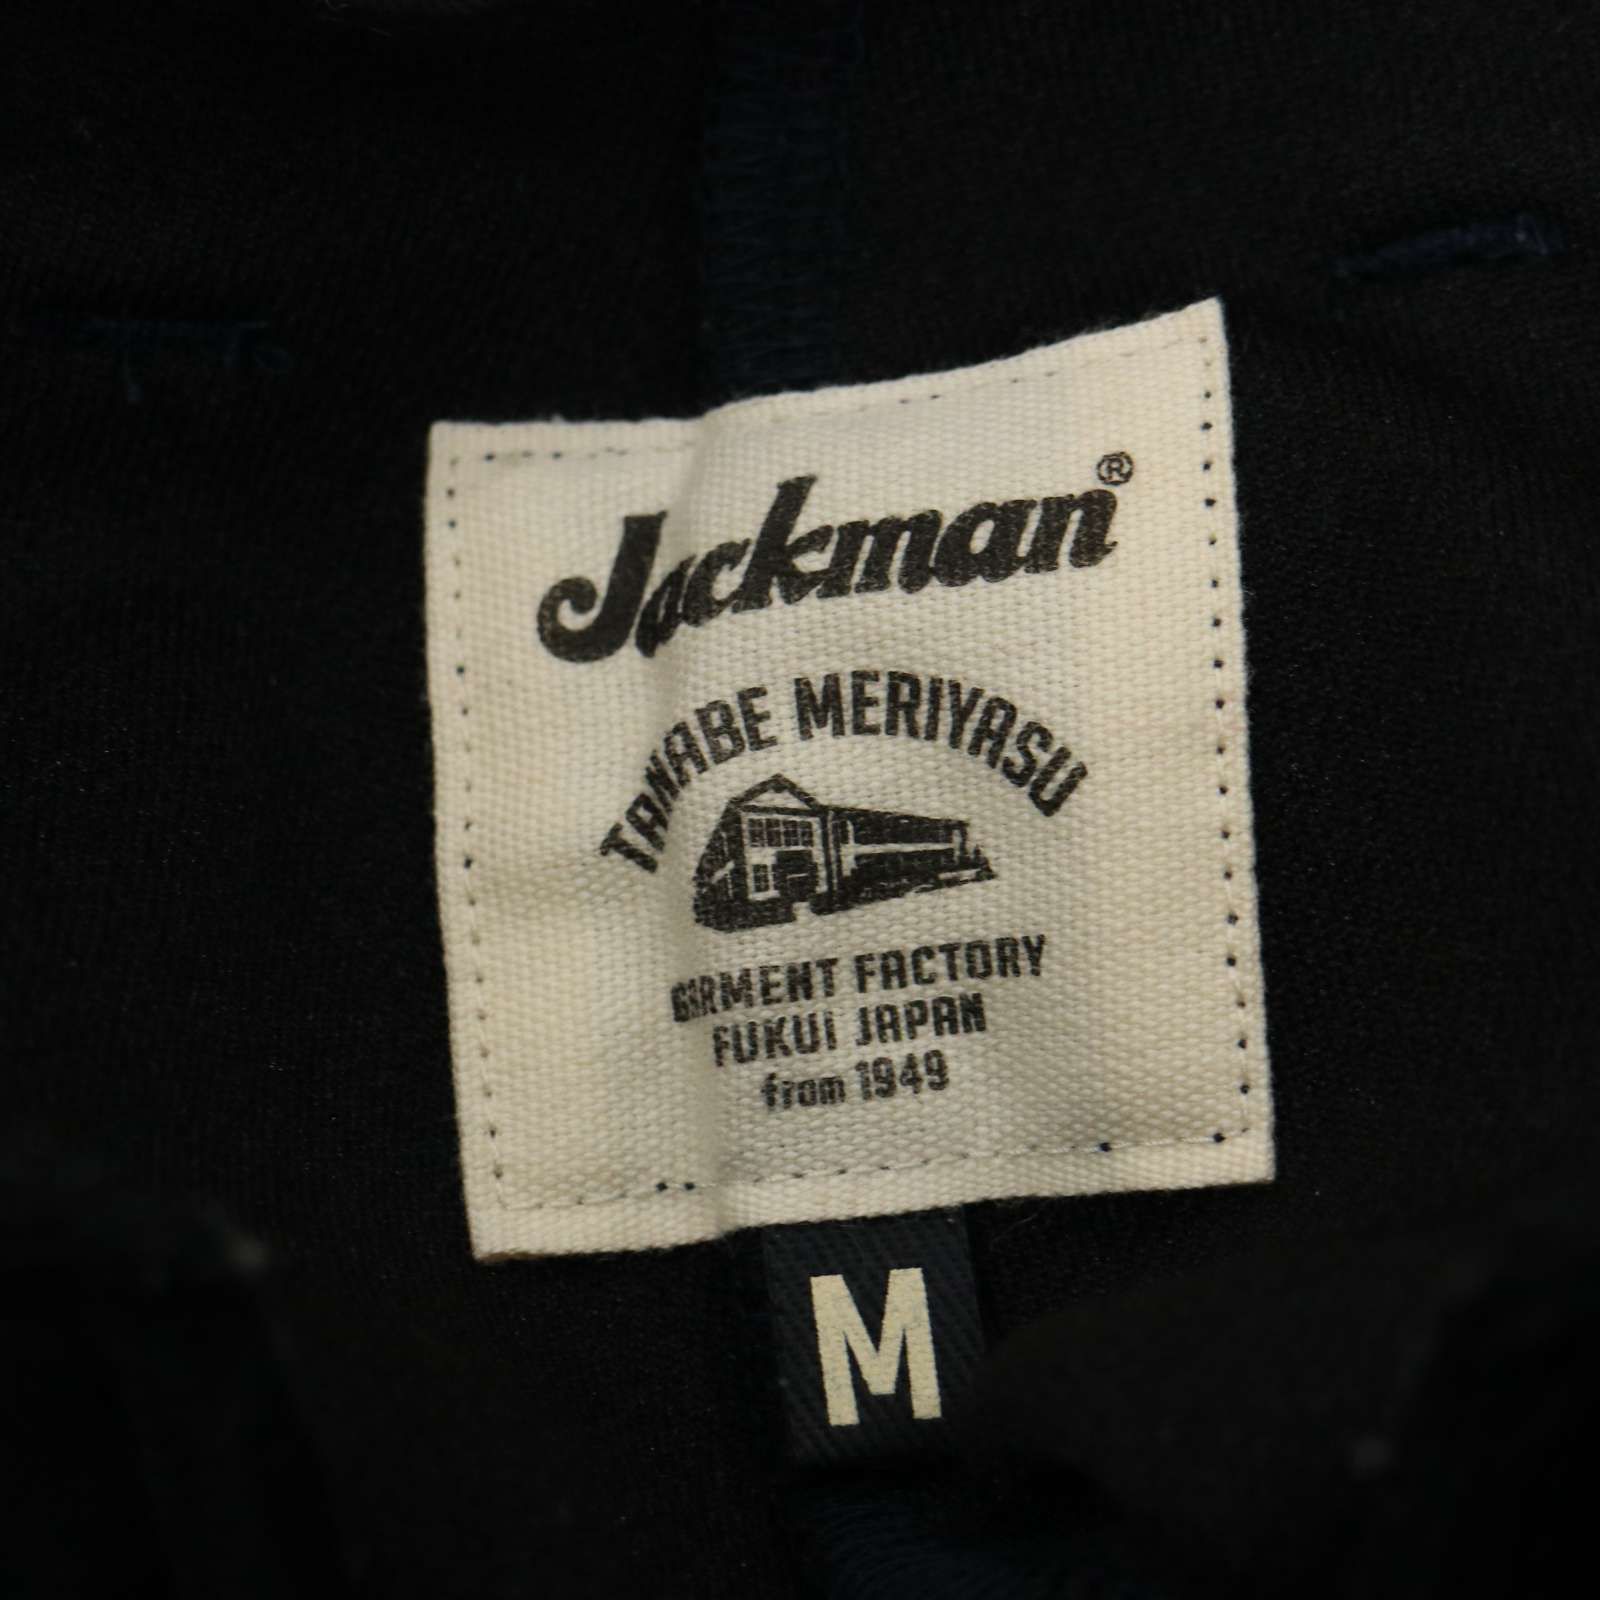 Jackman®
TANABE MERIYASU
GARMENT FACTORY
FUKUI JAPAN
from 1949
M